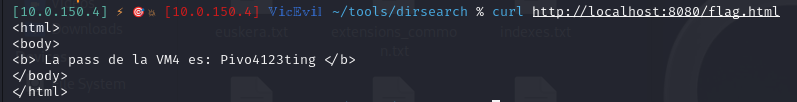 [10.0.150.4] ⚡ 🎯💥 [10.0.150.4] VicEvil ~/tools/dirsearch % curl http://localhost:8080/flag.html
<html>
<body>
<b> La pass de la VM4 es: Pivo4123ting </b>
</body>
</html>